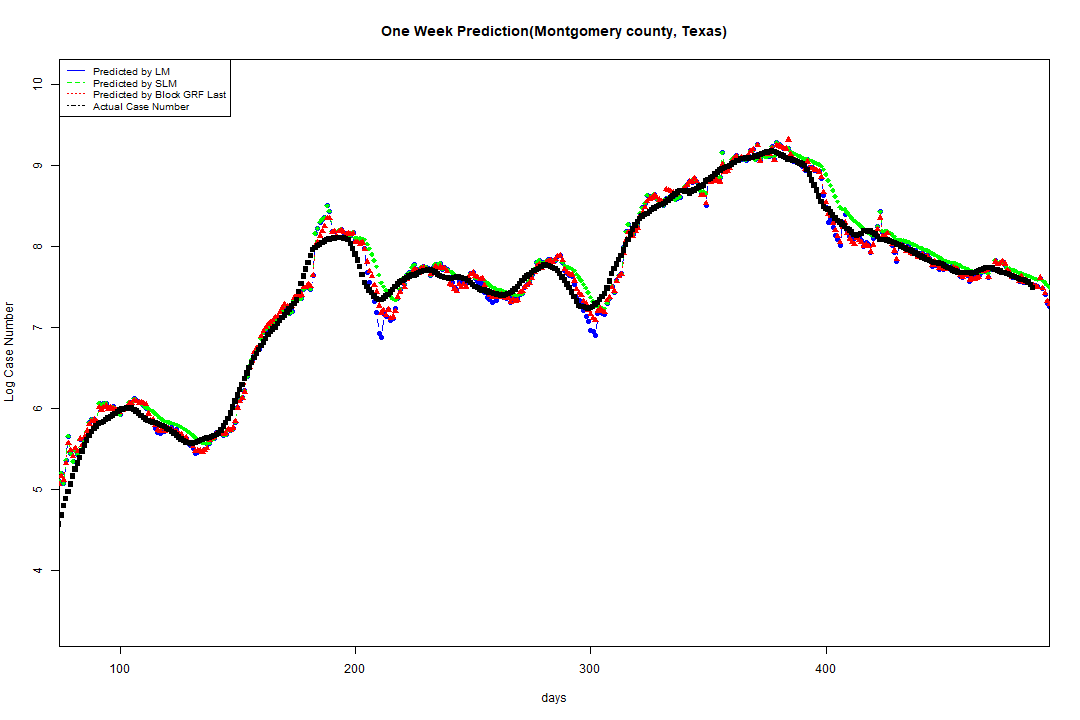 One Week Prediction(Montgomery county, Texas)
Predicted by LM
Predicted by SLM
Predicted by Block GRF Last
Actual Case Number
10
9
8
7
6
5
4
Log Case Number
100 200 300 400
days